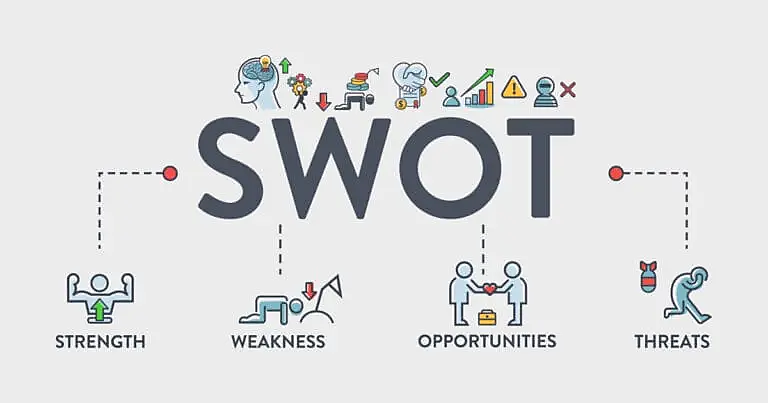 SWOT
STRENGTH
WEAKNESS
OPPORTUNITIES
THREATS